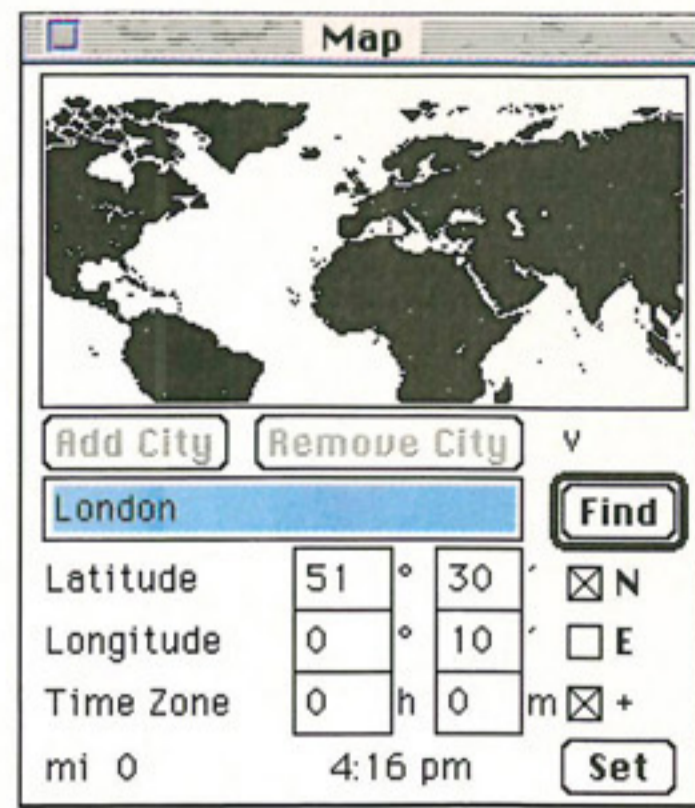 Map
Add City Remove City v
London Find
Latitude 51 ° 30 ′ N
Longitude 0 ° 10 ′ E
Time Zone 0 h 0 m +
mi 0 4:16 pm Set